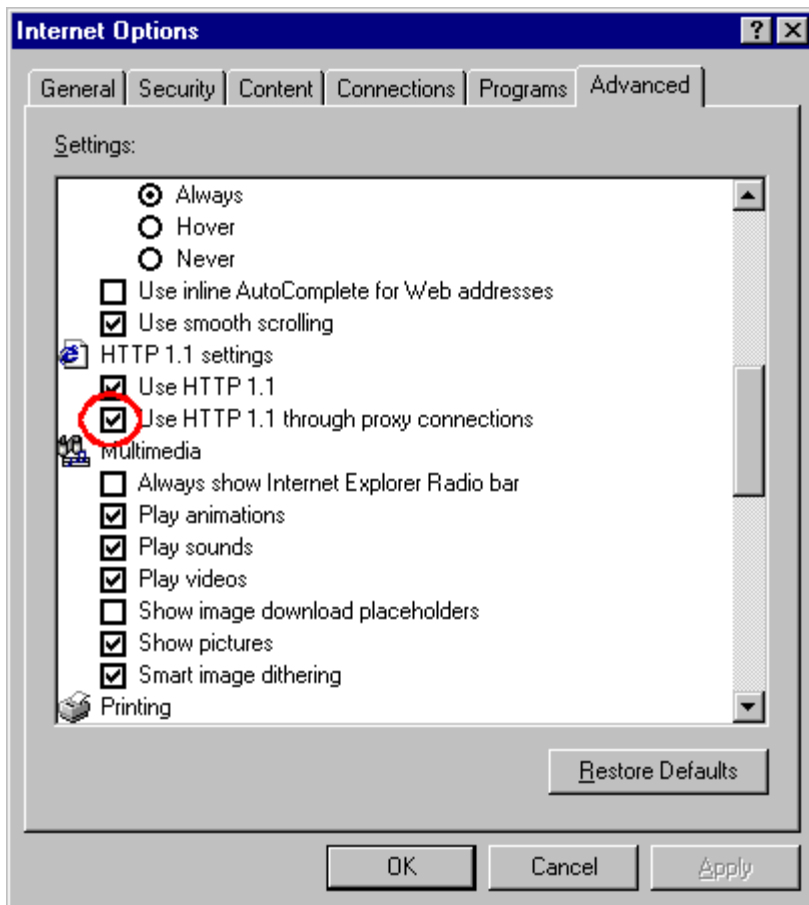 Internet Options
General Security Content Connections Programs Advanced
Settings:
Always
Hover
Never
Use inline AutoComplete for Web addresses
Use smooth scrolling
HTTP 1.1 settings
Use HTTP 1.1
Use HTTP 1.1 through proxy connections
Multimedia
Always show Internet Explorer Radio bar
Play animations
Play sounds
Play videos
Show image download placeholders
Show pictures
Smart image dithering
Printing
Restore Defaults
OK Cancel Apply